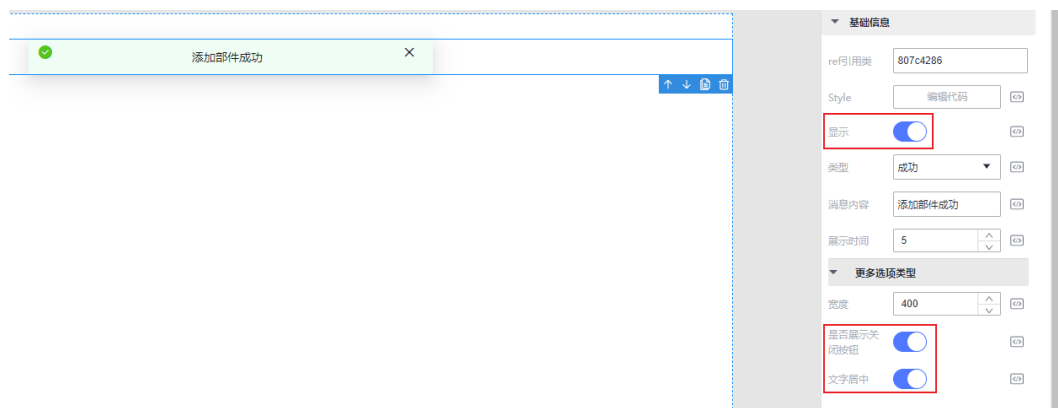 添加部件成功
基础信息
ref引用类 807c4286
Style 编辑代码
显示
类型 成功
消息内容 添加部件成功
展示时间 5
更多选项类型
宽度 400
是否展示关
闭按钮
文字居中